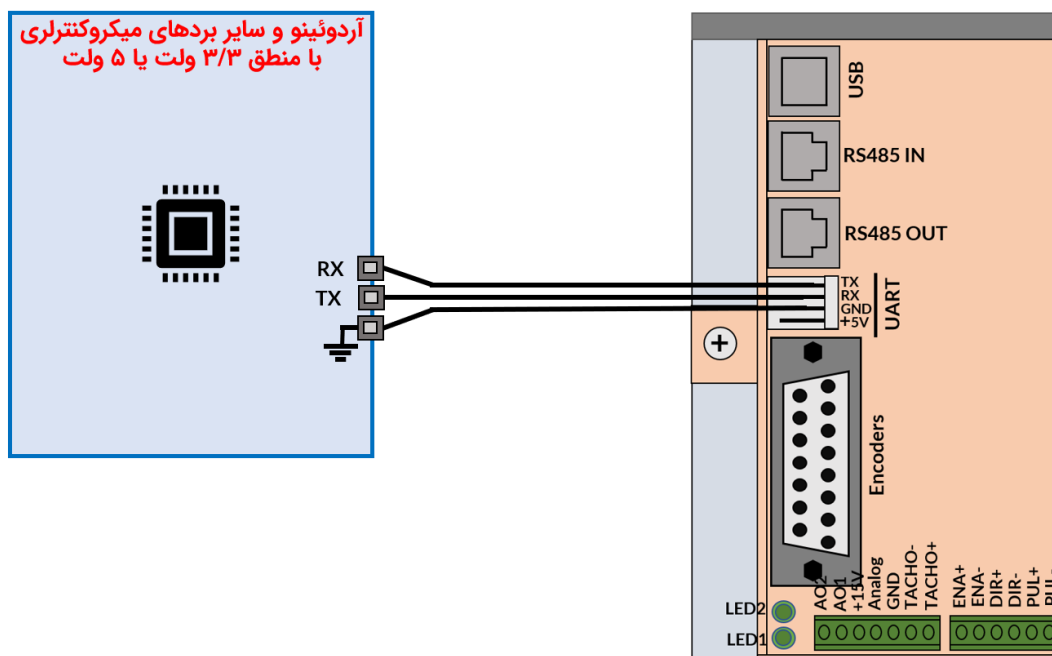 آردوئینو و سایر بردهای میکروکنترلری
با منطق ۳/۳ ولت یا ۵ ولت
RX
TX
USB
RS485 IN
RS485 OUT
TX
RX
GND
+5V
UART
Encoders
LED2
LED1
AO2
AO1
+15V
Analog
GND
TACHO-
TACHO+
ENA+
ENA-
DIR+
DIR-
PUL+